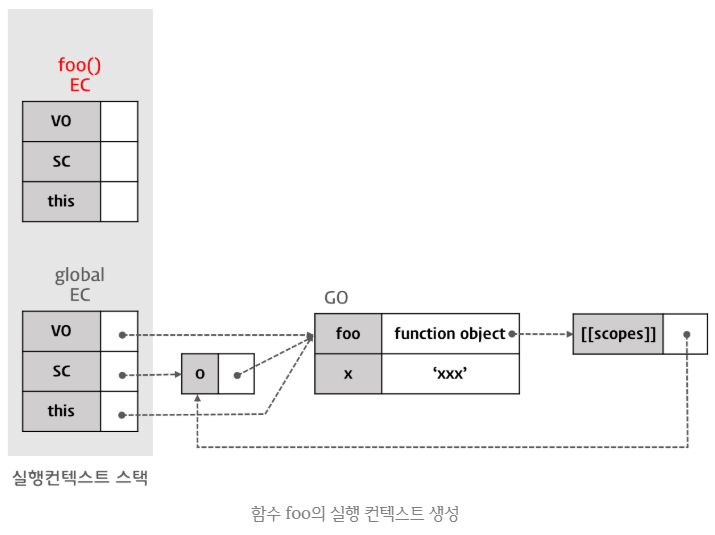 foo()
EC
VO
SC
this
global
EC
VO
SC
this
실행컨텍스트 스택
o
GO
foo function object
x ‘xxx’
[[scopes]]
함수 foo의 실행 컨텍스트 생성